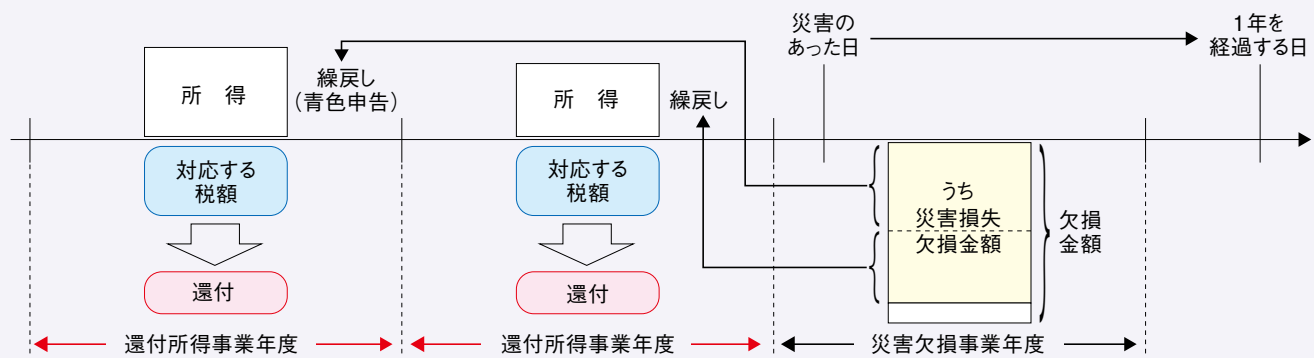 災害の
あった日
1年を
経過する日
所 得
繰戻し
(青色申告)
所 得
繰戻し
対応する
税額
対応する
税額
うち
災害損失
欠損金額
欠損
金額
還付
還付
還付所得事業年度
還付所得事業年度
災害欠損事業年度